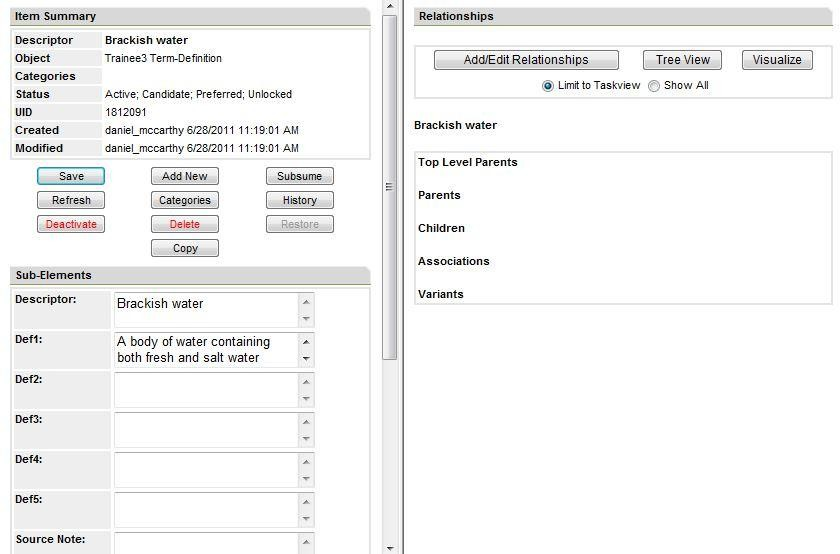 Item Summary
Descriptor Brackish water
Object Trainee3 Term-Definition
Categories
Status Active; Candidate; Preferred; Unlocked
UID 1812091
Created daniel_mccarthy 6/28/2011 11:19:01 AM
Modified daniel_mccarthy 6/28/2011 11:19:01 AM
Save Add New Subsume
Refresh Categories History
Deactivate Delete Restore
Copy
Sub-Elements
Descriptor: Brackish water
Def1: A body of water containing
both fresh and salt water
Def2:
Def3:
Def4:
Def5:
Source Note:
Relationships
Add/Edit Relationships Tree View Visualize
Limit to Taskview Show All
Brackish water
Top Level Parents
Parents
Children
Associations
Variants